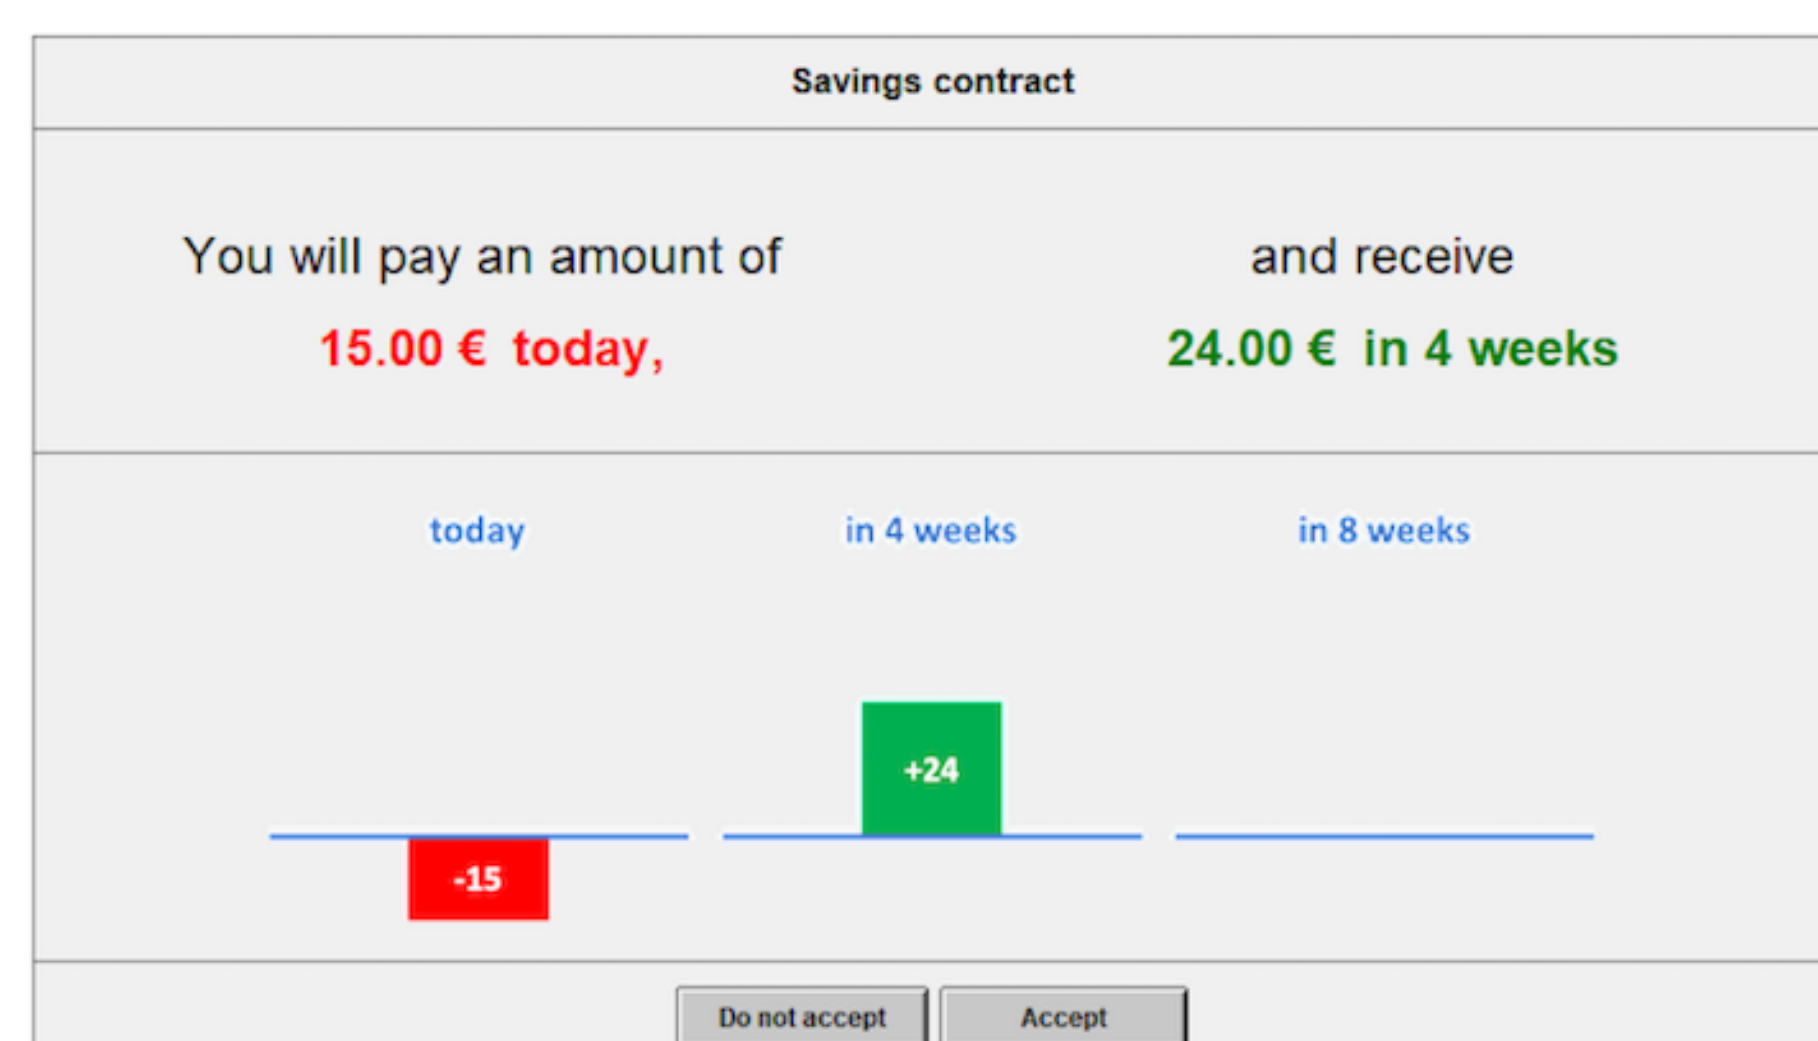 Savings contract
You will pay an amount of
15.00 € today,
and receive
24.00 € in 4 weeks
today
in 4 weeks
in 8 weeks
+24
-15
Do not accept
Accept